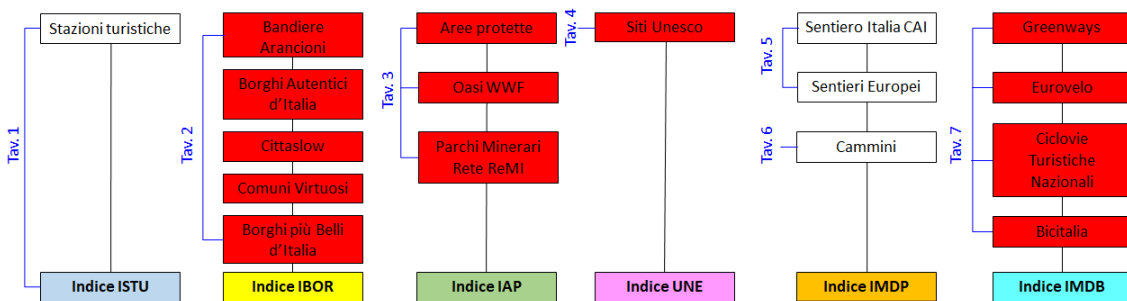 Tav. 1
Stazioni turistiche
Indice ISTU
Tav. 2
Bandiere
Arancioni
Borghi Autentici
d'Italia
Cittaslow
Comuni Virtuosi
Borghi più Belli
d'Italia
Indice IBOR
Tav. 3
Aree protette
Oasi WWF
Parchi Minerari
Rete ReMI
Indice IAP
Tav. 4
Siti Unesco
Indice UNE
Tav. 5
Sentiero Italia CAI
Sentieri Europei
Tav. 6
Cammini
Indice IMDP
Tav. 7
Greenways
Eurovelo
Ciclovie
Turistiche
Nazionali
Bicitalia
Indice IMDB